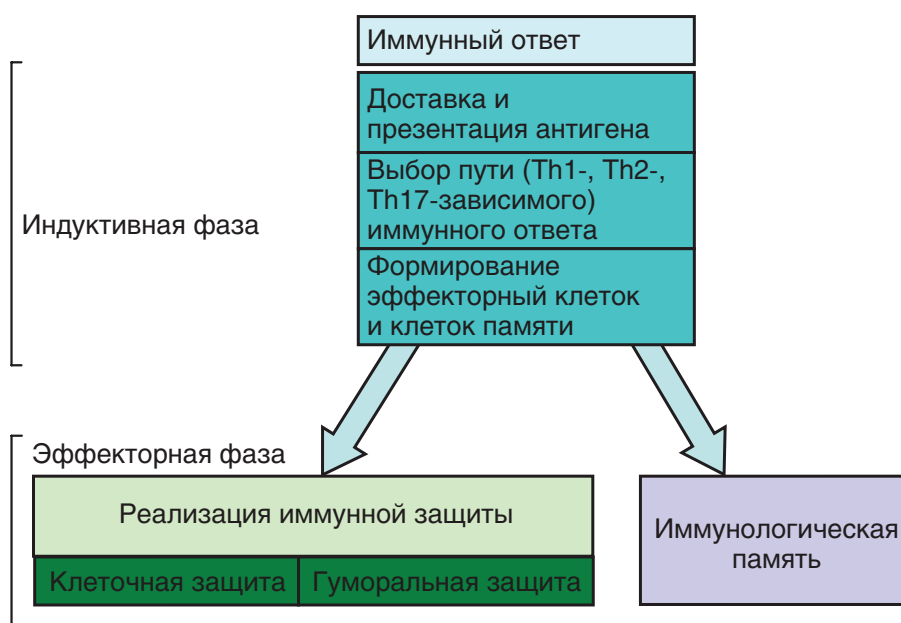 Иммунный ответ
Доставка и
презентация антигена
Выбор пути (Th1-, Th2-,
Th17-зависимого)
иммунного ответа
Индуктивная фаза
Формирование
эффекторный клеток
и клеток памяти
Эффекторная фаза
Реализация иммунной защиты
Клеточная защита
Гуморальная защита
Иммунологическая
память